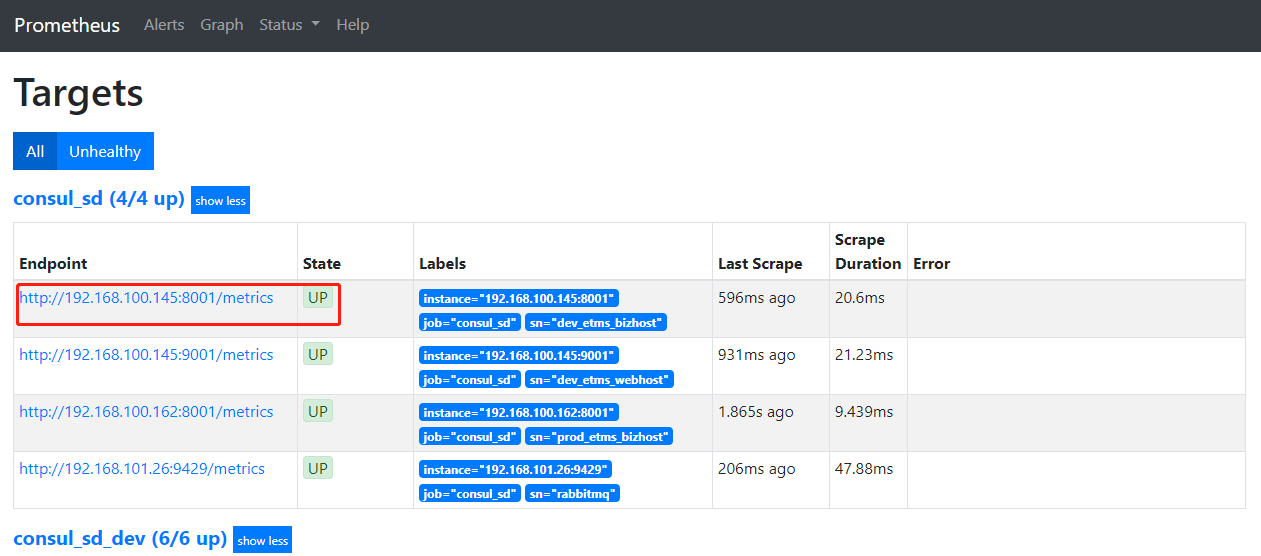 Prometheus Alerts Graph Status Help
Targets
All Unhealthy
consul_sd (4/4 up) show less
Endpoint State Labels Last Scrape Scrape Duration Error
http://192.168.100.145:8001/metrics UP instance="192.168.100.145:8001" 596ms ago 20.6ms
job="consul_sd" sn="dev_etms_bizhost"
http://192.168.100.145:9001/metrics UP instance="192.168.100.145:9001" 931ms ago 21.23ms
job="consul_sd" sn="dev_etms_webhost"
http://192.168.100.162:8001/metrics UP instance="192.168.100.162:8001" 1.865s ago 9.439ms
job="consul_sd" sn="prod_etms_bizhost"
http://192.168.101.26:9429/metrics UP instance="192.168.101.26:9429" 206ms ago 47.88ms
job="consul_sd" sn="rabbitmq"
consul_sd_dev (6/6 up) show less